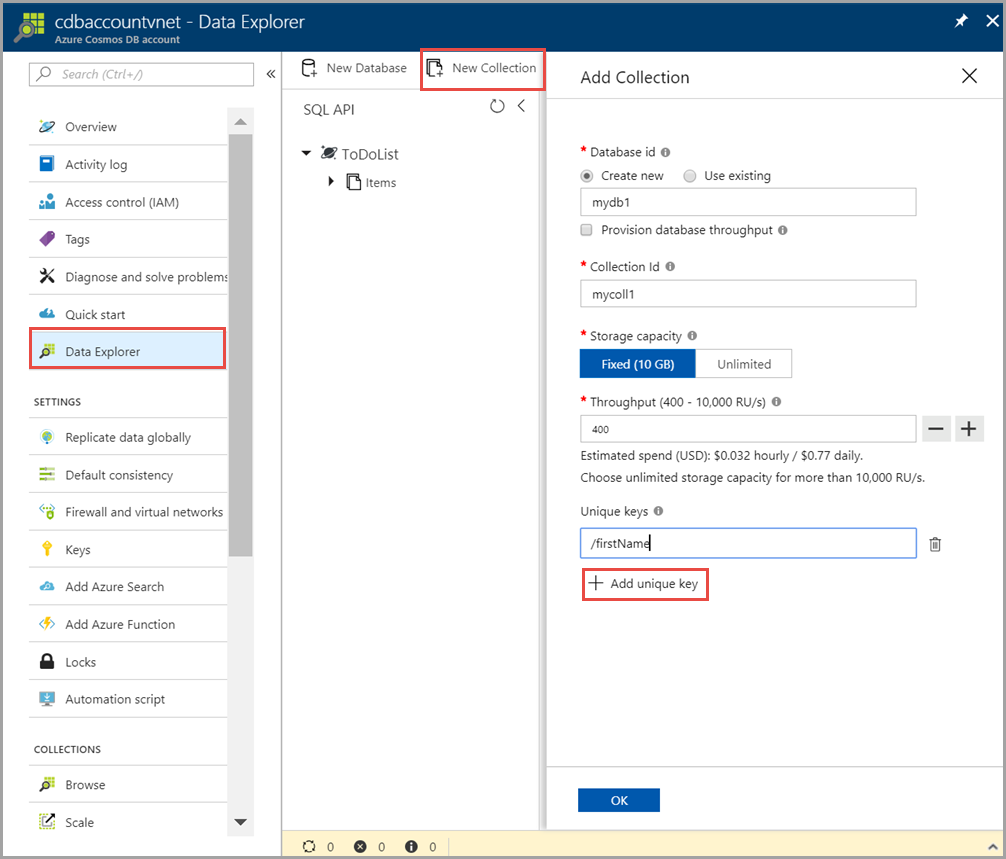 cdbaccountvnet - Data Explorer
Azure Cosmos DB account
Search (Ctrl+/)
«
Overview
Activity log
Access control (IAM)
Tags
Diagnose and solve problems
Quick start
Data Explorer
SETTINGS
Replicate data globally
Default consistency
Firewall and virtual networks
Keys
Add Azure Search
Add Azure Function
Locks
Automation script
COLLECTIONS
Browse
Scale
New Database
New Collection
SQL API
ToDoList
Items
Add Collection
* Database id
Create new
Use existing
mydb1
Provision database throughput
* Collection Id
mycoll1
* Storage capacity
Fixed (10 GB)
Unlimited
* Throughput (400 - 10,000 RU/s)
400
Estimated spend (USD): $0.032 hourly / $0.77 daily.
Choose unlimited storage capacity for more than 10,000 RU/s.
Unique keys
/firstName
+ Add unique key
OK
0 0 0